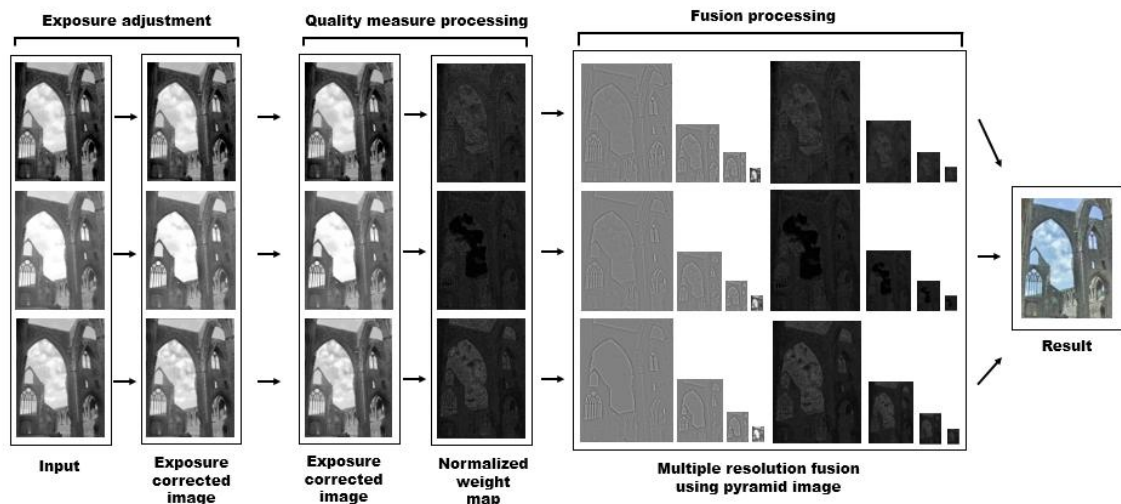 Exposure adjustment
Quality measure processing
Fusion processing
Result
Input
Exposure
corrected
image
Exposure
corrected
image
Normalized
weight
map
Multiple resolution fusion
using pyramid image